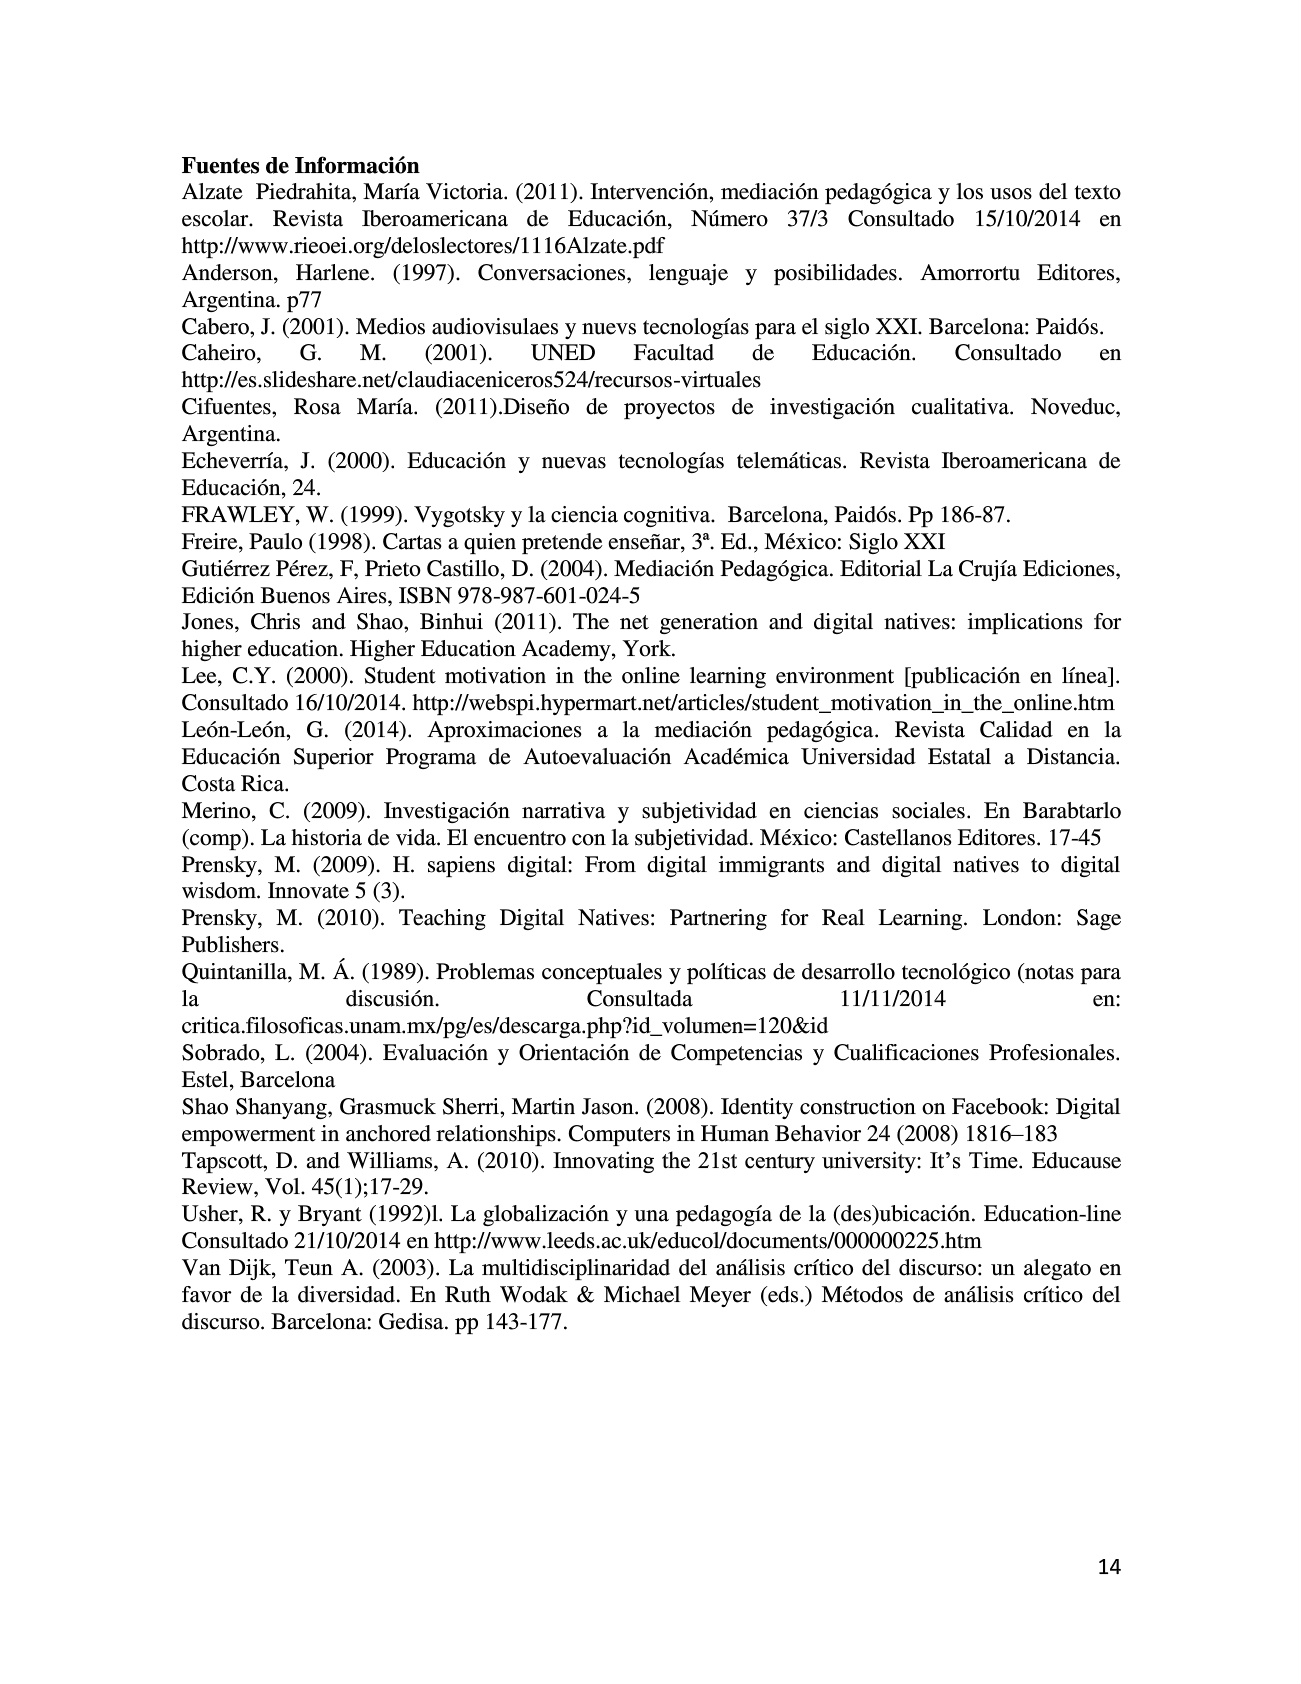 Fuentes de Información
Alzate Piedrahita, María Victoria. (2011). Intervención, mediación pedagógica y los usos del texto
escolar. Revista Iberoamericana de Educación, Número 37/3 Consultado 15/10/2014 en
http://www.rieoei.org/deloslectores/1116Alzate.pdf
Anderson, Harlene. (1997). Conversaciones, lenguaje y posibilidades. Amorrortu Editores,
Argentina. p77
Cabero, J. (2001). Medios audiovisulaes y nuevs tecnologías para el siglo XXI. Barcelona: Paidós.
Caheiro, G. M. (2001). UNED Facultad de Educación. Consultado en
http://es.slideshare.net/claudiaceniceros524/recursos-virtuales
Cifuentes, Rosa María. (2011).Diseño de proyectos de investigación cualitativa. Noveduc,
Argentina.
Echeverría, J. (2000). Educación y nuevas tecnologías telemáticas. Revista Iberoamericana de
Educación, 24.
FRAWLEY, W. (1999). Vygotsky y la ciencia cognitiva. Barcelona, Paidós. Pp 186-87.
Freire, Paulo (1998). Cartas a quien pretende enseñar, 3ª. Ed., México: Siglo XXI
Gutiérrez Pérez, F, Prieto Castillo, D. (2004). Mediación Pedagógica. Editorial La Crujía Ediciones,
Edición Buenos Aires, ISBN 978-987-601-024-5
Jones, Chris and Shao, Binhui (2011). The net generation and digital natives: implications for
higher education. Higher Education Academy, York.
Lee, C.Y. (2000). Student motivation in the online learning environment [publicación en línea].
Consultado 16/10/2014. http://webspi.hypermart.net/articles/student_motivation_in_the_online.htm
León-León, G. (2014). Aproximaciones a la mediación pedagógica. Revista Calidad en la
Educación Superior Programa de Autoevaluación Académica Universidad Estatal a Distancia.
Costa Rica.
Merino, C. (2009). Investigación narrativa y subjetividad en ciencias sociales. En Barabtarlo
(comp). La historia de vida. El encuentro con la subjetividad. México: Castellanos Editores. 17-45
Prensky, M. (2009). H. sapiens digital: From digital immigrants and digital natives to digital
wisdom. Innovate 5 (3).
Prensky, M. (2010). Teaching Digital Natives: Partnering for Real Learning. London: Sage
Publishers.
Quintanilla, M. Á. (1989). Problemas conceptuales y políticas de desarrollo tecnológico (notas para
la discusión. Consultada 11/11/2014 en:
critica.filosoficas.unam.mx/pg/es/descarga.php?id_volumen=120&id
Sobrado, L. (2004). Evaluación y Orientación de Competencias y Cualificaciones Profesionales.
Estel, Barcelona
Shao Shanyang, Grasmuck Sherri, Martin Jason. (2008). Identity construction on Facebook: Digital
empowerment in anchored relationships. Computers in Human Behavior 24 (2008) 1816–183
Tapscott, D. and Williams, A. (2010). Innovating the 21st century university: It’s Time. Educause
Review, Vol. 45(1);17-29.
Usher, R. y Bryant (1992)l. La globalización y una pedagogía de la (des)ubicación. Education-line
Consultado 21/10/2014 en http://www.leeds.ac.uk/educol/documents/000000225.htm
Van Dijk, Teun A. (2003). La multidisciplinaridad del análisis crítico del discurso: un alegato en
favor de la diversidad. En Ruth Wodak & Michael Meyer (eds.) Métodos de análisis crítico del
discurso. Barcelona: Gedisa. pp 143-177.
14